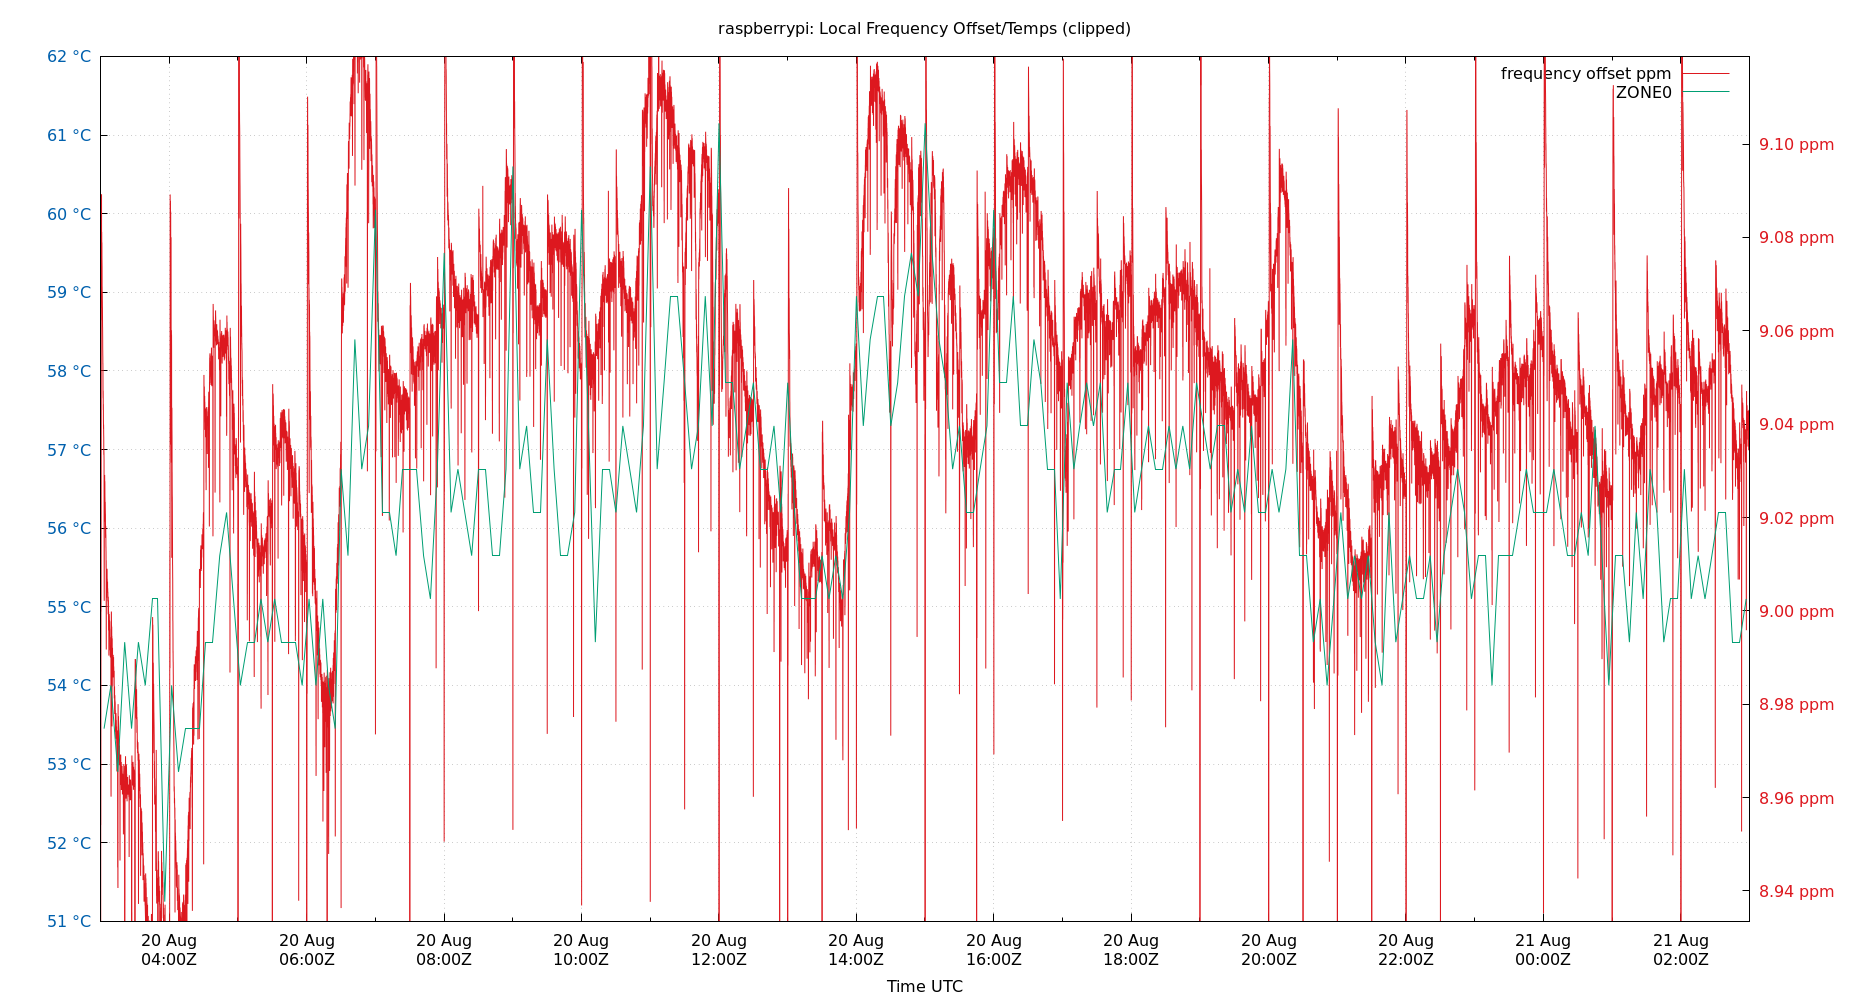 raspberrypi: Local Frequency Offset/Temps (clipped)
62 °C
61 °C
60 °C
59 °C
58 °C
57 °C
56 °C
55 °C
54 °C
53 °C
52 °C
51 °C
frequency offset ppm
ZONE0
9.10 ppm
9.08 ppm
9.06 ppm
9.04 ppm
9.02 ppm
9.00 ppm
8.98 ppm
8.96 ppm
8.94 ppm
20 Aug 20 Aug 20 Aug 20 Aug 20 Aug 20 Aug 20 Aug 20 Aug 20 Aug 20 Aug 21 Aug 21 Aug
04:00Z 06:00Z 08:00Z 10:00Z 12:00Z 14:00Z 16:00Z 18:00Z 20:00Z 22:00Z 00:00Z 02:00Z
Time UTC